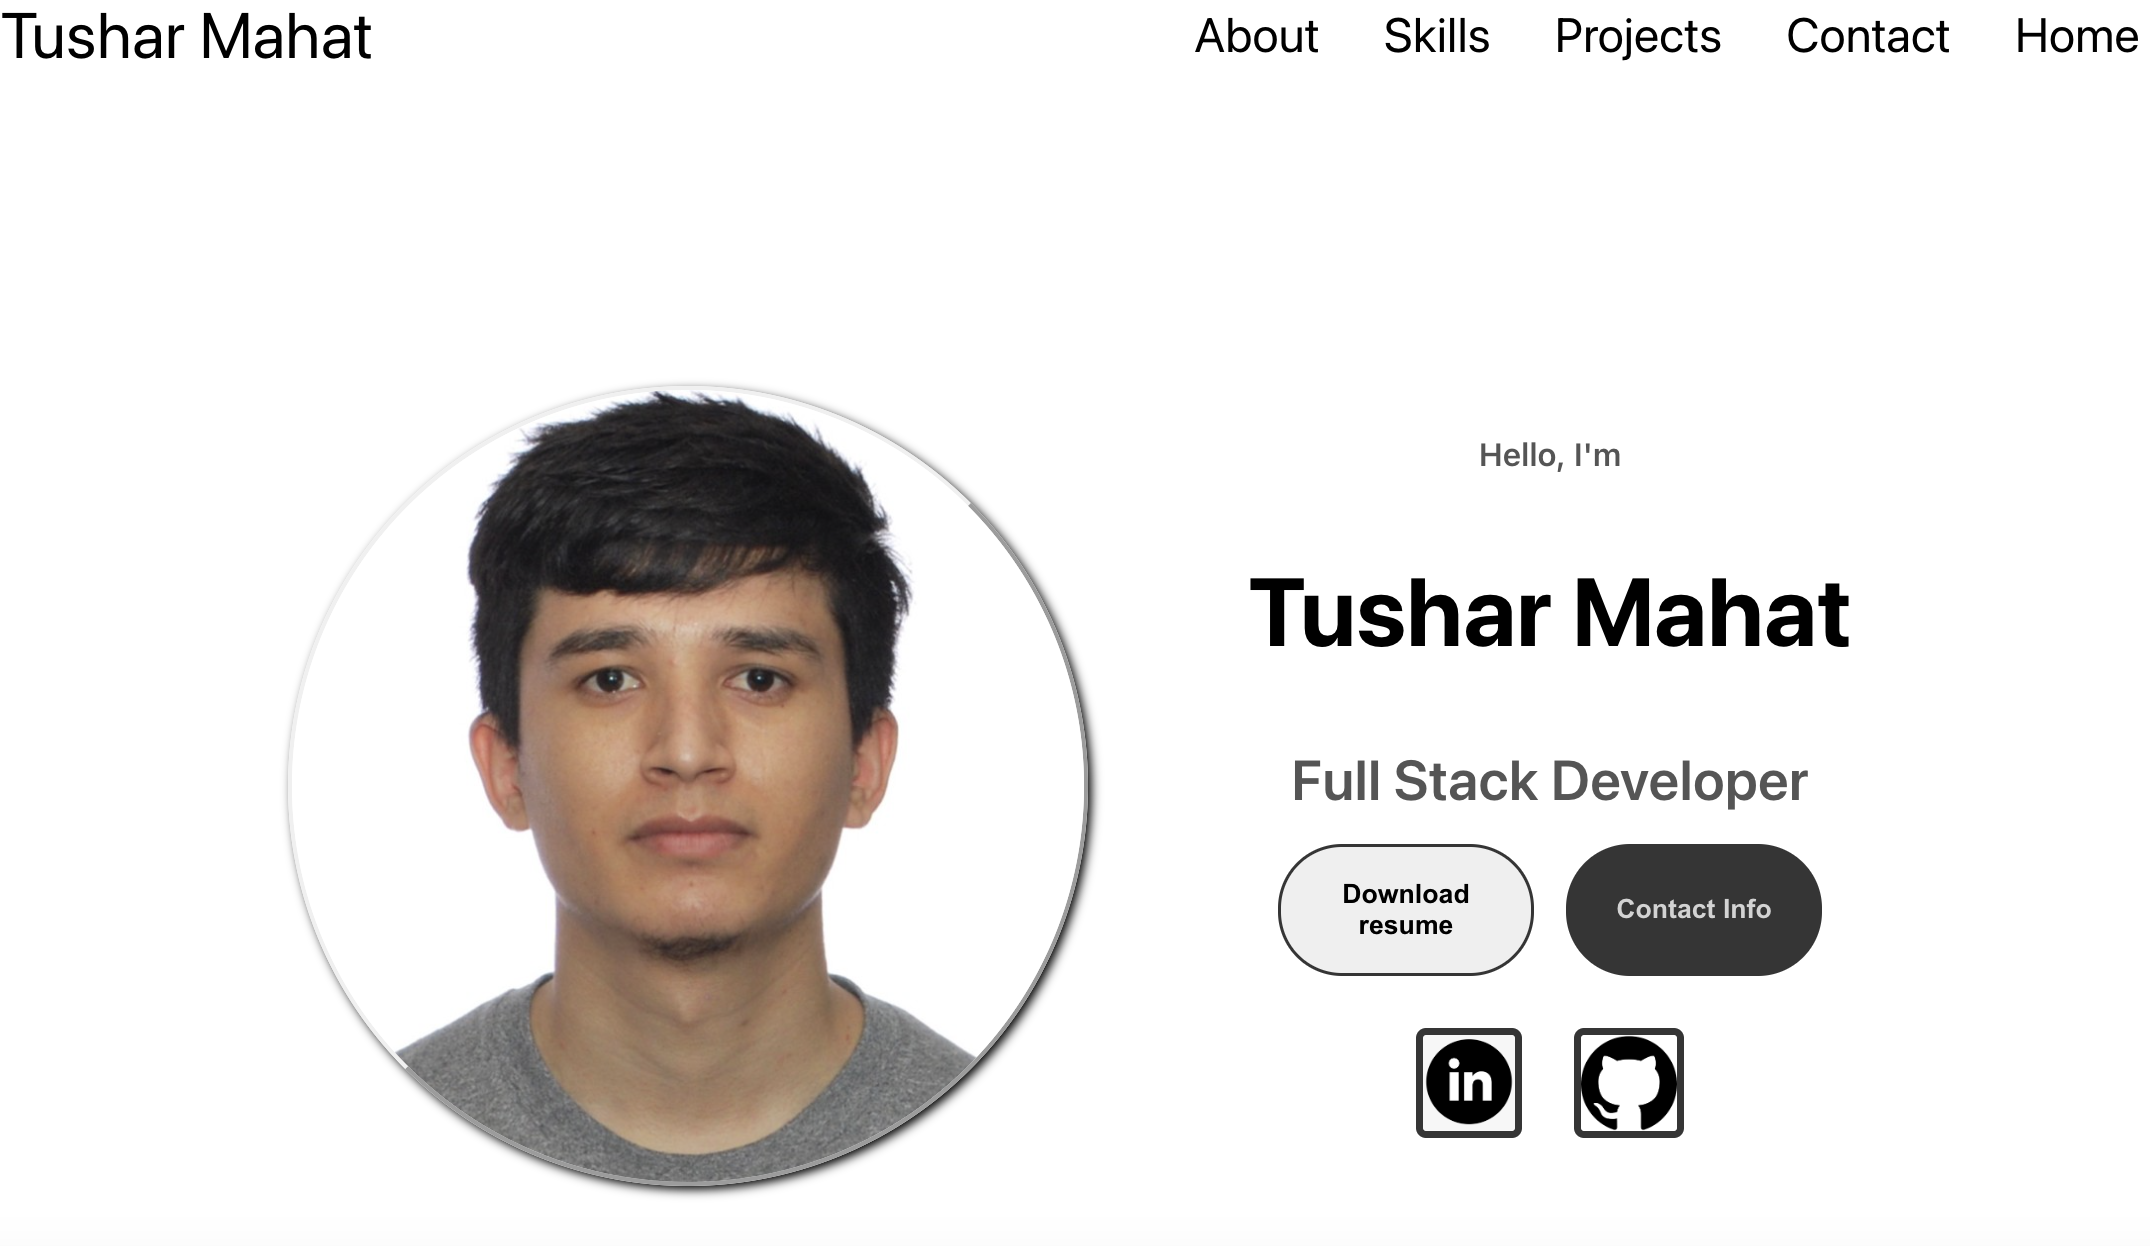 Tushar Mahat
About Skills Projects Contact Home
Hello, I'm
Tushar Mahat
Full Stack Developer
Download
resume
Contact Info
in